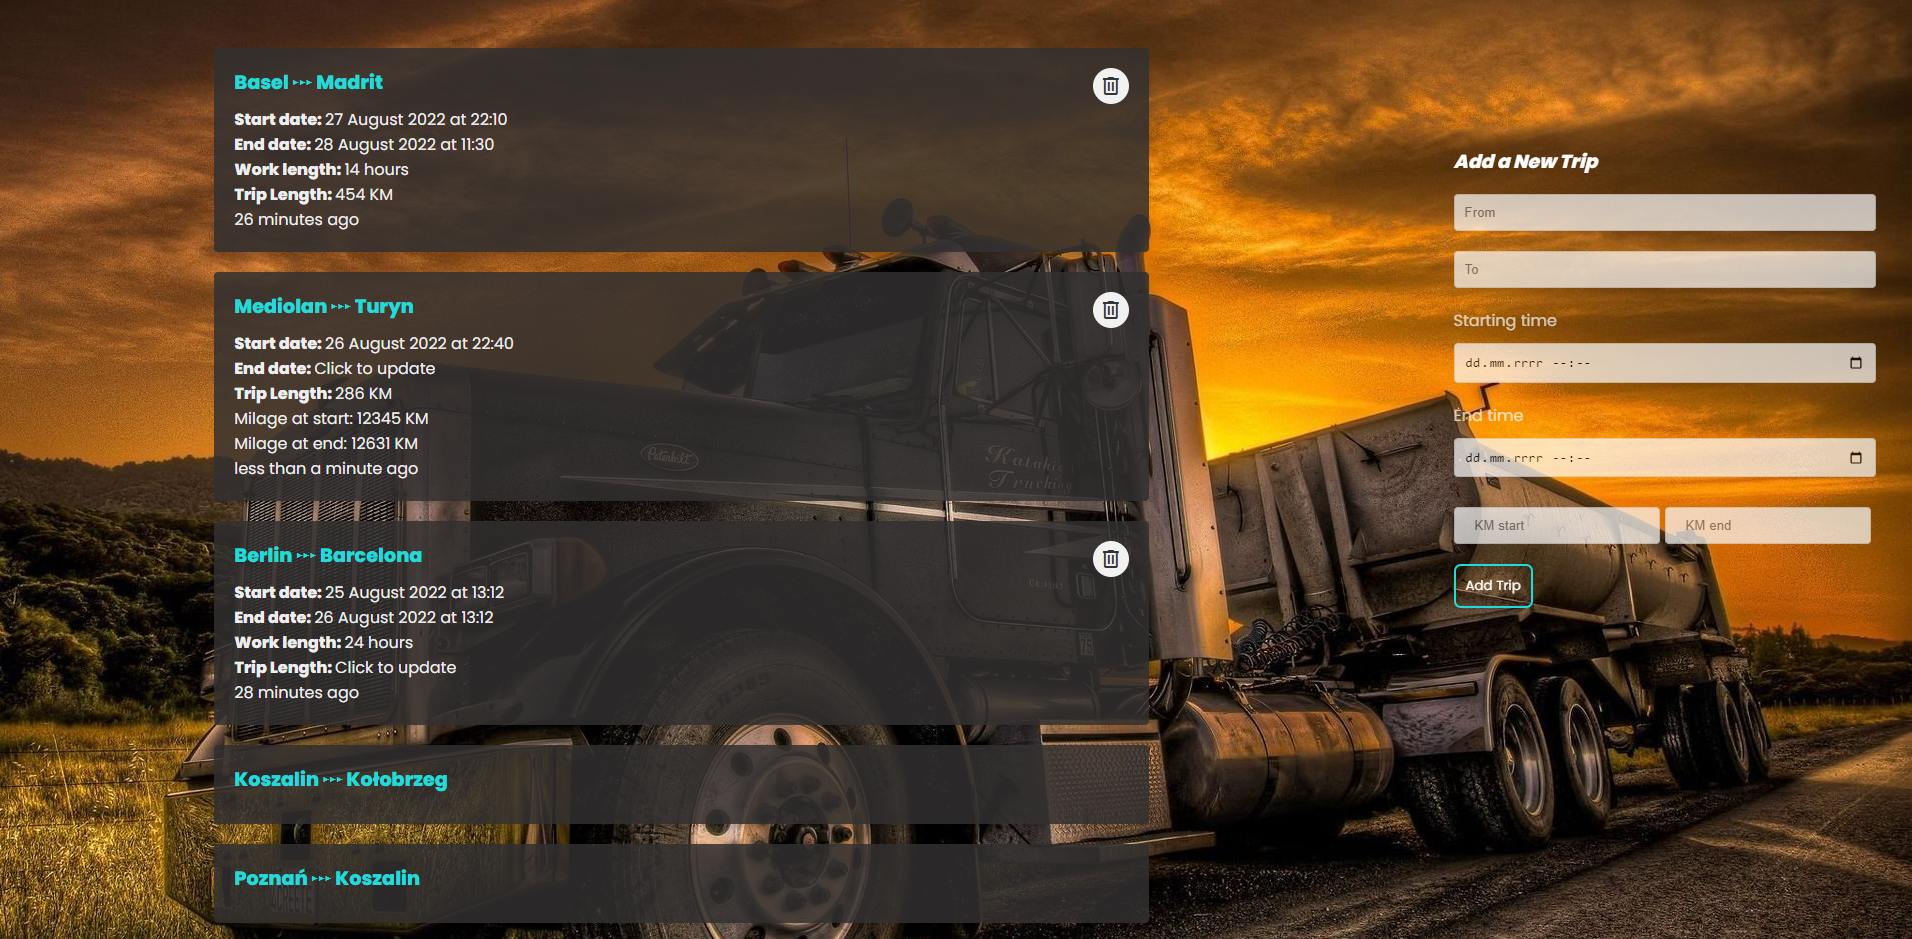 Basel ▸▸▸ Madrit
Start date: 27 August 2022 at 22:10
End date: 28 August 2022 at 11:30
Work length: 14 hours
Trip Length: 454 KM
26 minutes ago
Mediolan ▸▸▸ Turyn
Start date: 26 August 2022 at 22:40
End date: Click to update
Trip Length: 286 KM
Milage at start: 12345 KM
Milage at end: 12631 KM
less than a minute ago
Peterbilt
Trucking
Berlin ▸▸▸ Barcelona
Start date: 25 August 2022 at 13:12
End date: 26 August 2022 at 13:12
Work length: 24 hours
Trip Length: Click to update
28 minutes ago
75
Koszalin ▸▸▸ Kołobrzeg
Poznań ▸▸▸ Koszalin
Add a New Trip
From
To
Starting time
dd.mm.rrrr --:--
End time
dd.mm.rrrr --:--
KM start
KM end
Add Trip